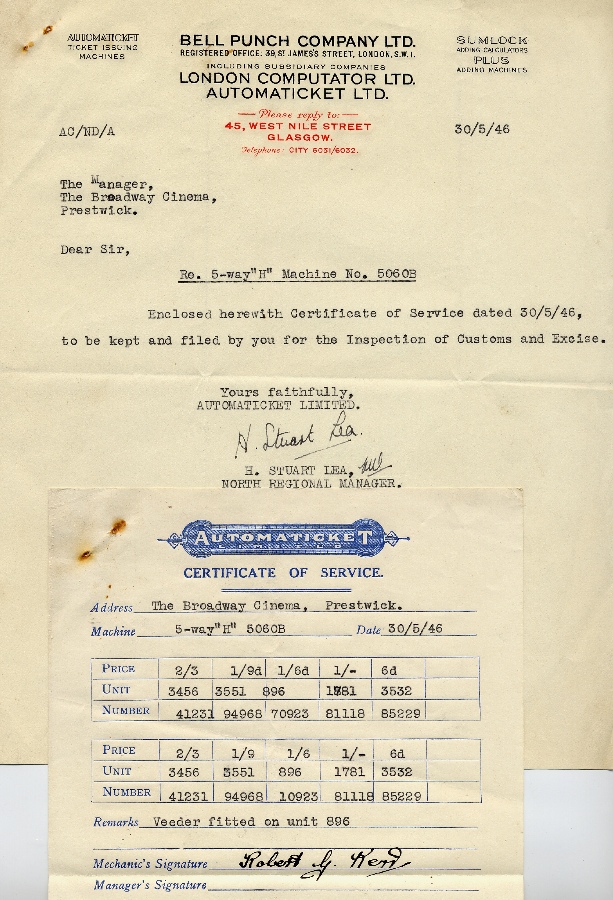 AUTOMATICKET
TICKET ISSUING
MACHINES
BELL PUNCH COMPANY LTD.
REGISTERED OFFICE: 39, ST JAMES'S STREET, LONDON, S.W.1.
INCLUDING SUBSIDIARY COMPANIES
LONDON COMPUTATOR LTD.
AUTOMATICKET LTD.
SUMLOCK
ADDING CALCULATORS
PLUS
ADDING MACHINES
Please reply to:
45, WEST NILE STREET
GLASGOW.
Telephone: CITY 6031/6032.
AC/ND/A
30/5/46
The Manager,
The Broadway Cinema,
Prestwick.
Dear Sir,
Re. 5-way"H" Machine No. 5060B
Enclosed herewith Certificate of Service dated 30/5/46,
to be kept and filed by you for the Inspection of Customs and Excise.
Yours faithfully,
AUTOMATICKET LIMITED.
H. Stuart Lea.
H. STUART LEA,
NORTH REGIONAL MANAGER.
AUTOMATICKET
LIMITED
CERTIFICATE OF SERVICE.
Address The Broadway Cinema, Prestwick.
Machine 5-way"H" 5060B Date 30/5/46
PRICE 2/3 1/9d 1/6d 1/- 6d
UNIT 3456 3551 896 1781 3532
NUMBER 41231 94968 70923 81118 85229
PRICE 2/3 1/9 1/6 1/- 6d
UNIT 3456 3551 896 1781 3532
NUMBER 41231 94968 10923 81118 85229
Remarks Veeder fitted on unit 896
Mechanic's Signature Robert G. Kerr
Manager's Signature